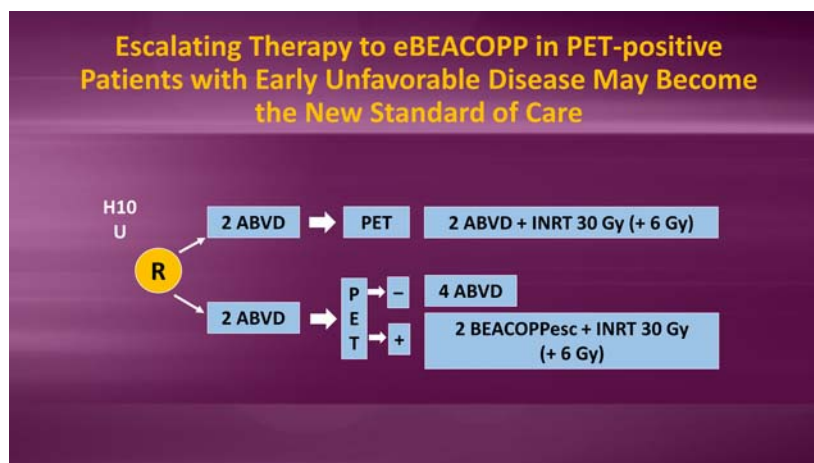 Escalating Therapy to eBEACOPP in PET-positive
Patients with Early Unfavorable Disease May Become
the New Standard of Care
H10
U
R
2 ABVD
PET
2 ABVD + INRT 30 Gy (+ 6 Gy)
2 ABVD
P
E
T
–
+
4 ABVD
2 BEACOPPesc + INRT 30 Gy
(+ 6 Gy)